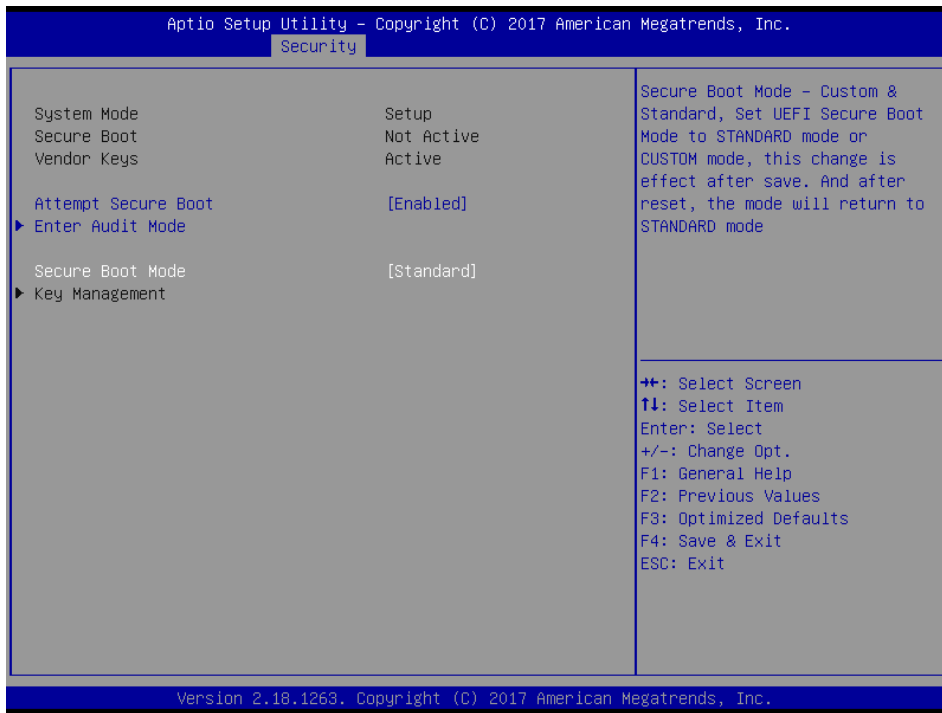 Aptio Setup Utility – Copyright (C) 2017 American Megatrends, Inc.
Security
System Mode Setup
Secure Boot Not Active
Vendor Keys Active
Attempt Secure Boot [Enabled]
Enter Audit Mode
Secure Boot Mode [Standard]
Key Management
Secure Boot Mode – Custom &
Standard, Set UEFI Secure Boot
Mode to STANDARD mode or
CUSTOM mode, this change is
effect after save. And after
reset, the mode will return to
STANDARD mode
→←: Select Screen
↑↓: Select Item
Enter: Select
+/-: Change Opt.
F1: General Help
F2: Previous Values
F3: Optimized Defaults
F4: Save & Exit
ESC: Exit
Version 2.18.1263. Copyright (C) 2017 American Megatrends, Inc.